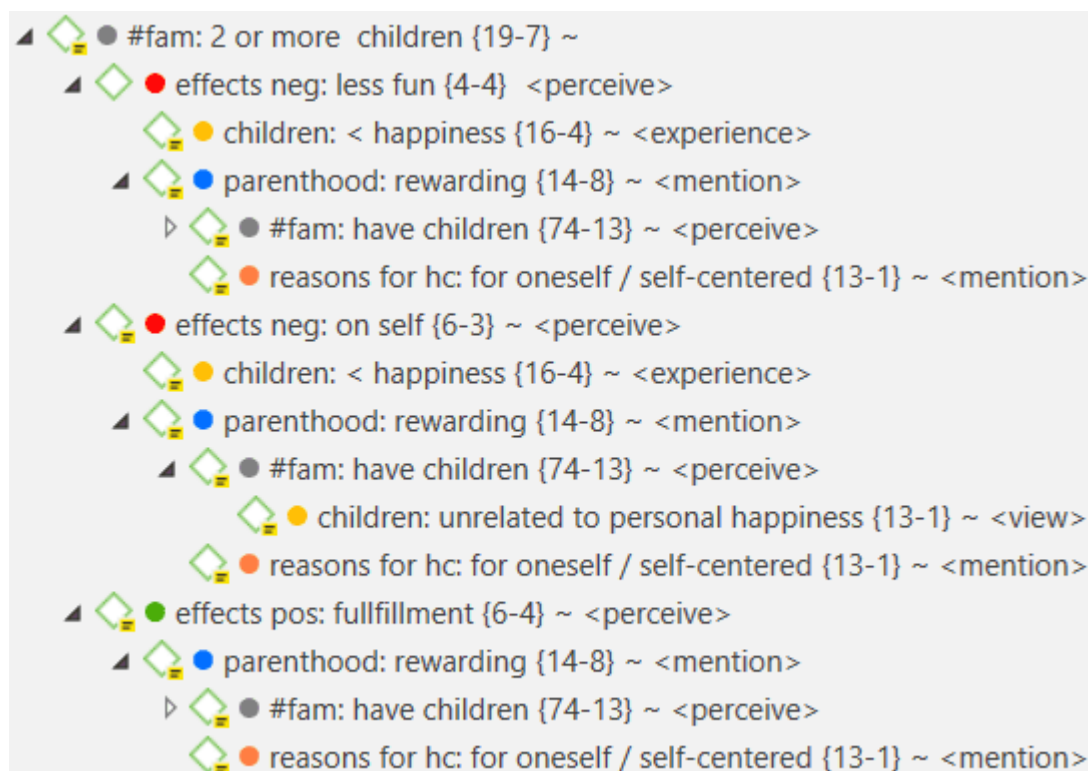 #fam: 2 or more  children {19-7} ~
effects neg: less fun {4-4}  <perceive>
children: < happiness {16-4} ~ <experience>
parenthood: rewarding {14-8} ~ <mention>
#fam: have children {74-13} ~ <perceive>
reasons for hc: for oneself / self-centered {13-1} ~ <mention>
effects neg: on self {6-3} ~ <perceive>
children: < happiness {16-4} ~ <experience>
parenthood: rewarding {14-8} ~ <mention>
#fam: have children {74-13} ~ <perceive>
children: unrelated to personal happiness {13-1} ~ <view>
reasons for hc: for oneself / self-centered {13-1} ~ <mention>
effects pos: fullfillment {6-4} ~ <perceive>
parenthood: rewarding {14-8} ~ <mention>
#fam: have children {74-13} ~ <perceive>
reasons for hc: for oneself / self-centered {13-1} ~ <mention>